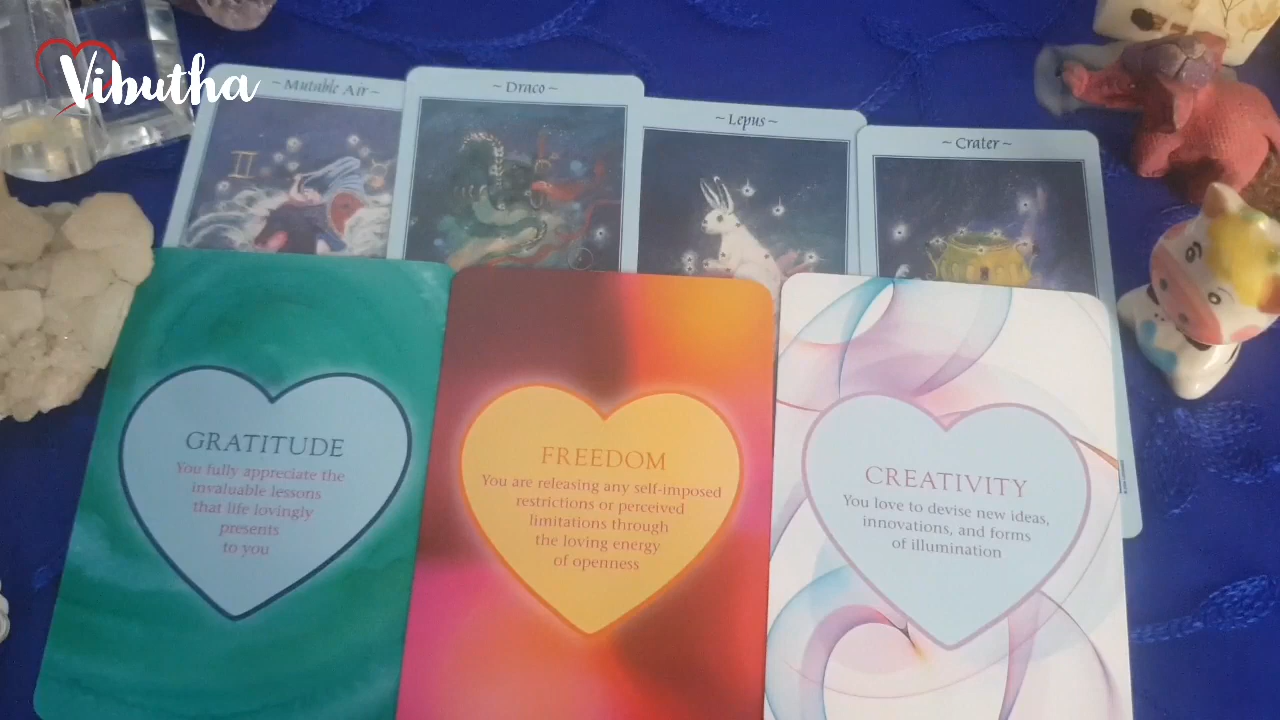 Vibutha
~ Mutable Air ~
~ Draco ~
~ Lepus ~
~ Crater ~
GRATITUDE
You fully appreciate the
invaluable lessons
that life lovingly
presents
to you
FREEDOM
You are releasing any self-imposed
restrictions or perceived
limitations through
the loving energy
of openness
CREATIVITY
You love to devise new ideas,
innovations, and forms
of illumination